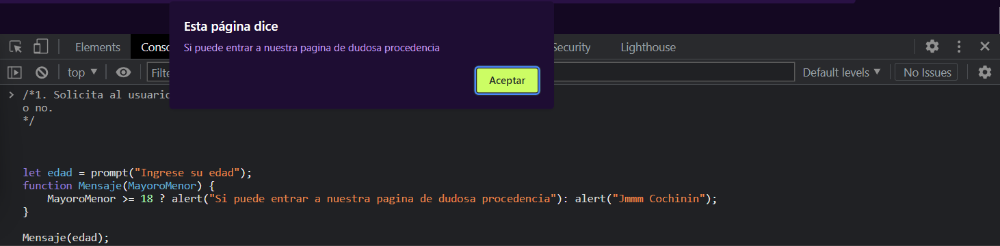 Esta página dice
Si puede entrar a nuestra pagina de dudosa procedencia
Aceptar
Elements
Conso
Security
Lighthouse
top
Filte
Default levels
No Issues
/*1. Solicita al usuario
o no.
*/
let edad = prompt("Ingrese su edad");
function Mensaje(MayoroMenor) {
MayoroMenor >= 18 ? alert("Si puede entrar a nuestra pagina de dudosa procedencia"): alert("Jmmm Cochinin");
}
Mensaje(edad);